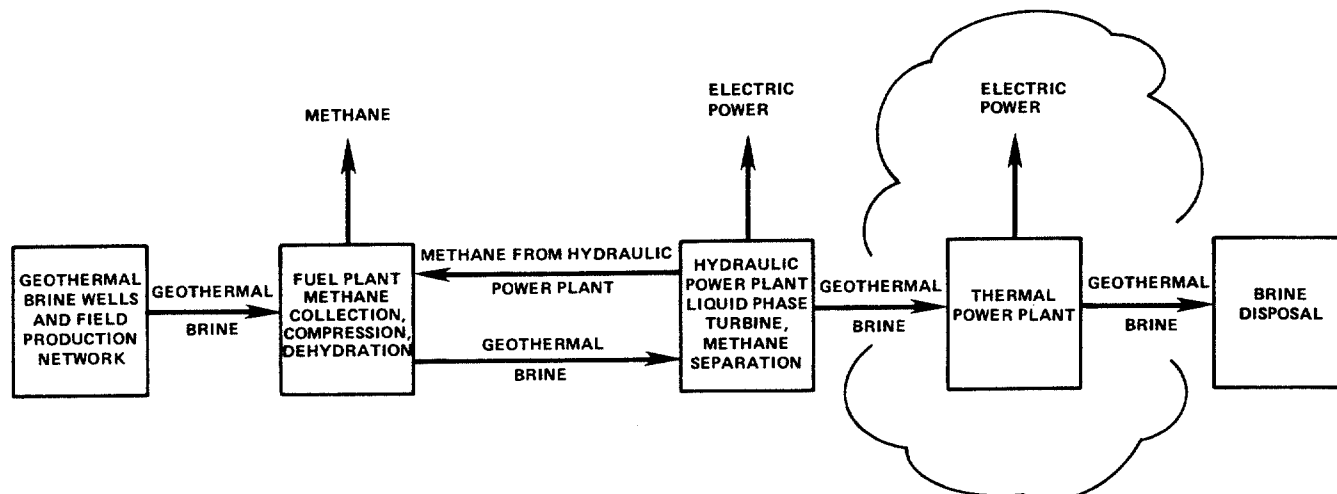 METHANE
ELECTRIC
POWER
ELECTRIC
POWER
GEOTHERMAL
BRINE WELLS
AND FIELD
PRODUCTION
NETWORK
GEOTHERMAL
BRINE
FUEL PLANT
METHANE
COLLECTION,
COMPRESSION,
DEHYDRATION
METHANE FROM HYDRAULIC
POWER PLANT
GEOTHERMAL
BRINE
HYDRAULIC
POWER PLANT
LIQUID PHASE
TURBINE,
METHANE
SEPARATION
GEOTHERMAL
BRINE
THERMAL
POWER PLANT
GEOTHERMAL
BRINE
BRINE
DISPOSAL